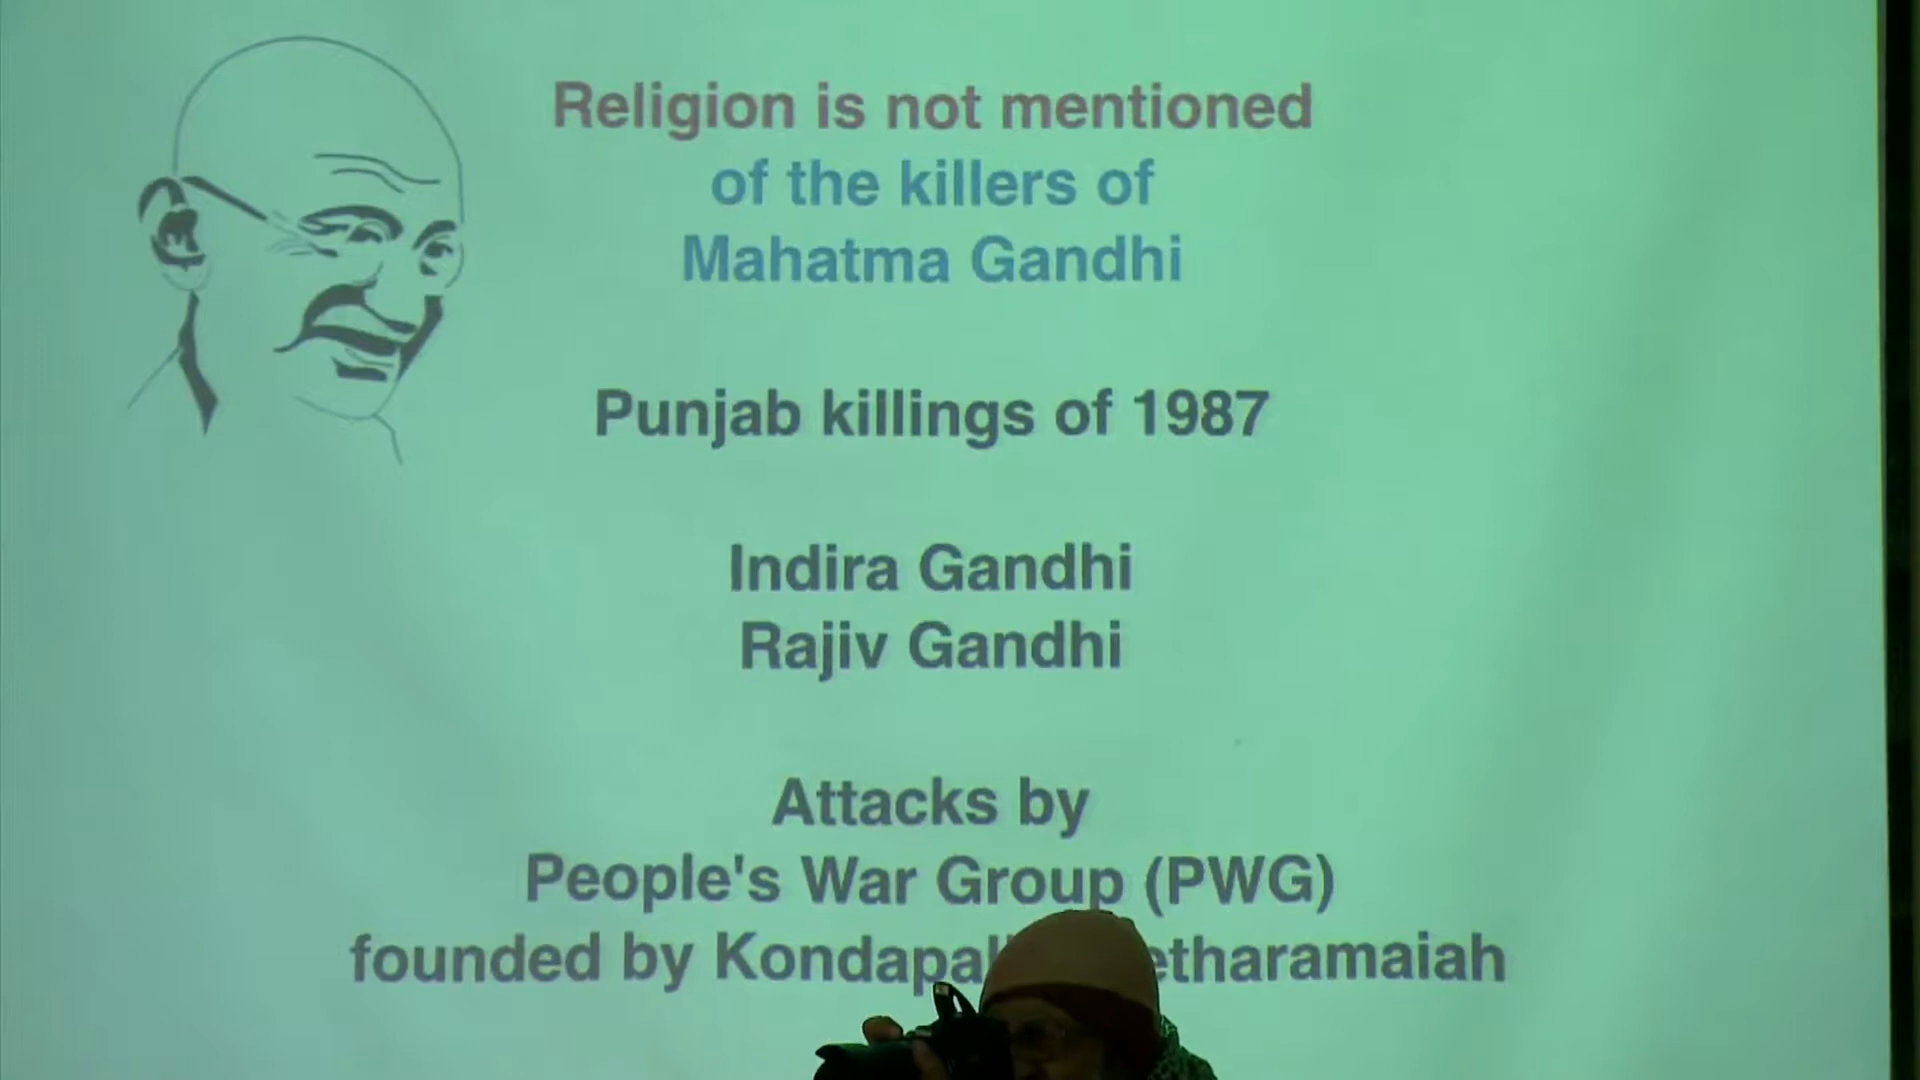 Religion is not mentioned
of the killers of
Mahatma Gandhi
Punjab killings of 1987
Indira Gandhi
Rajiv Gandhi
Attacks by
People's War Group (PWG)
founded by